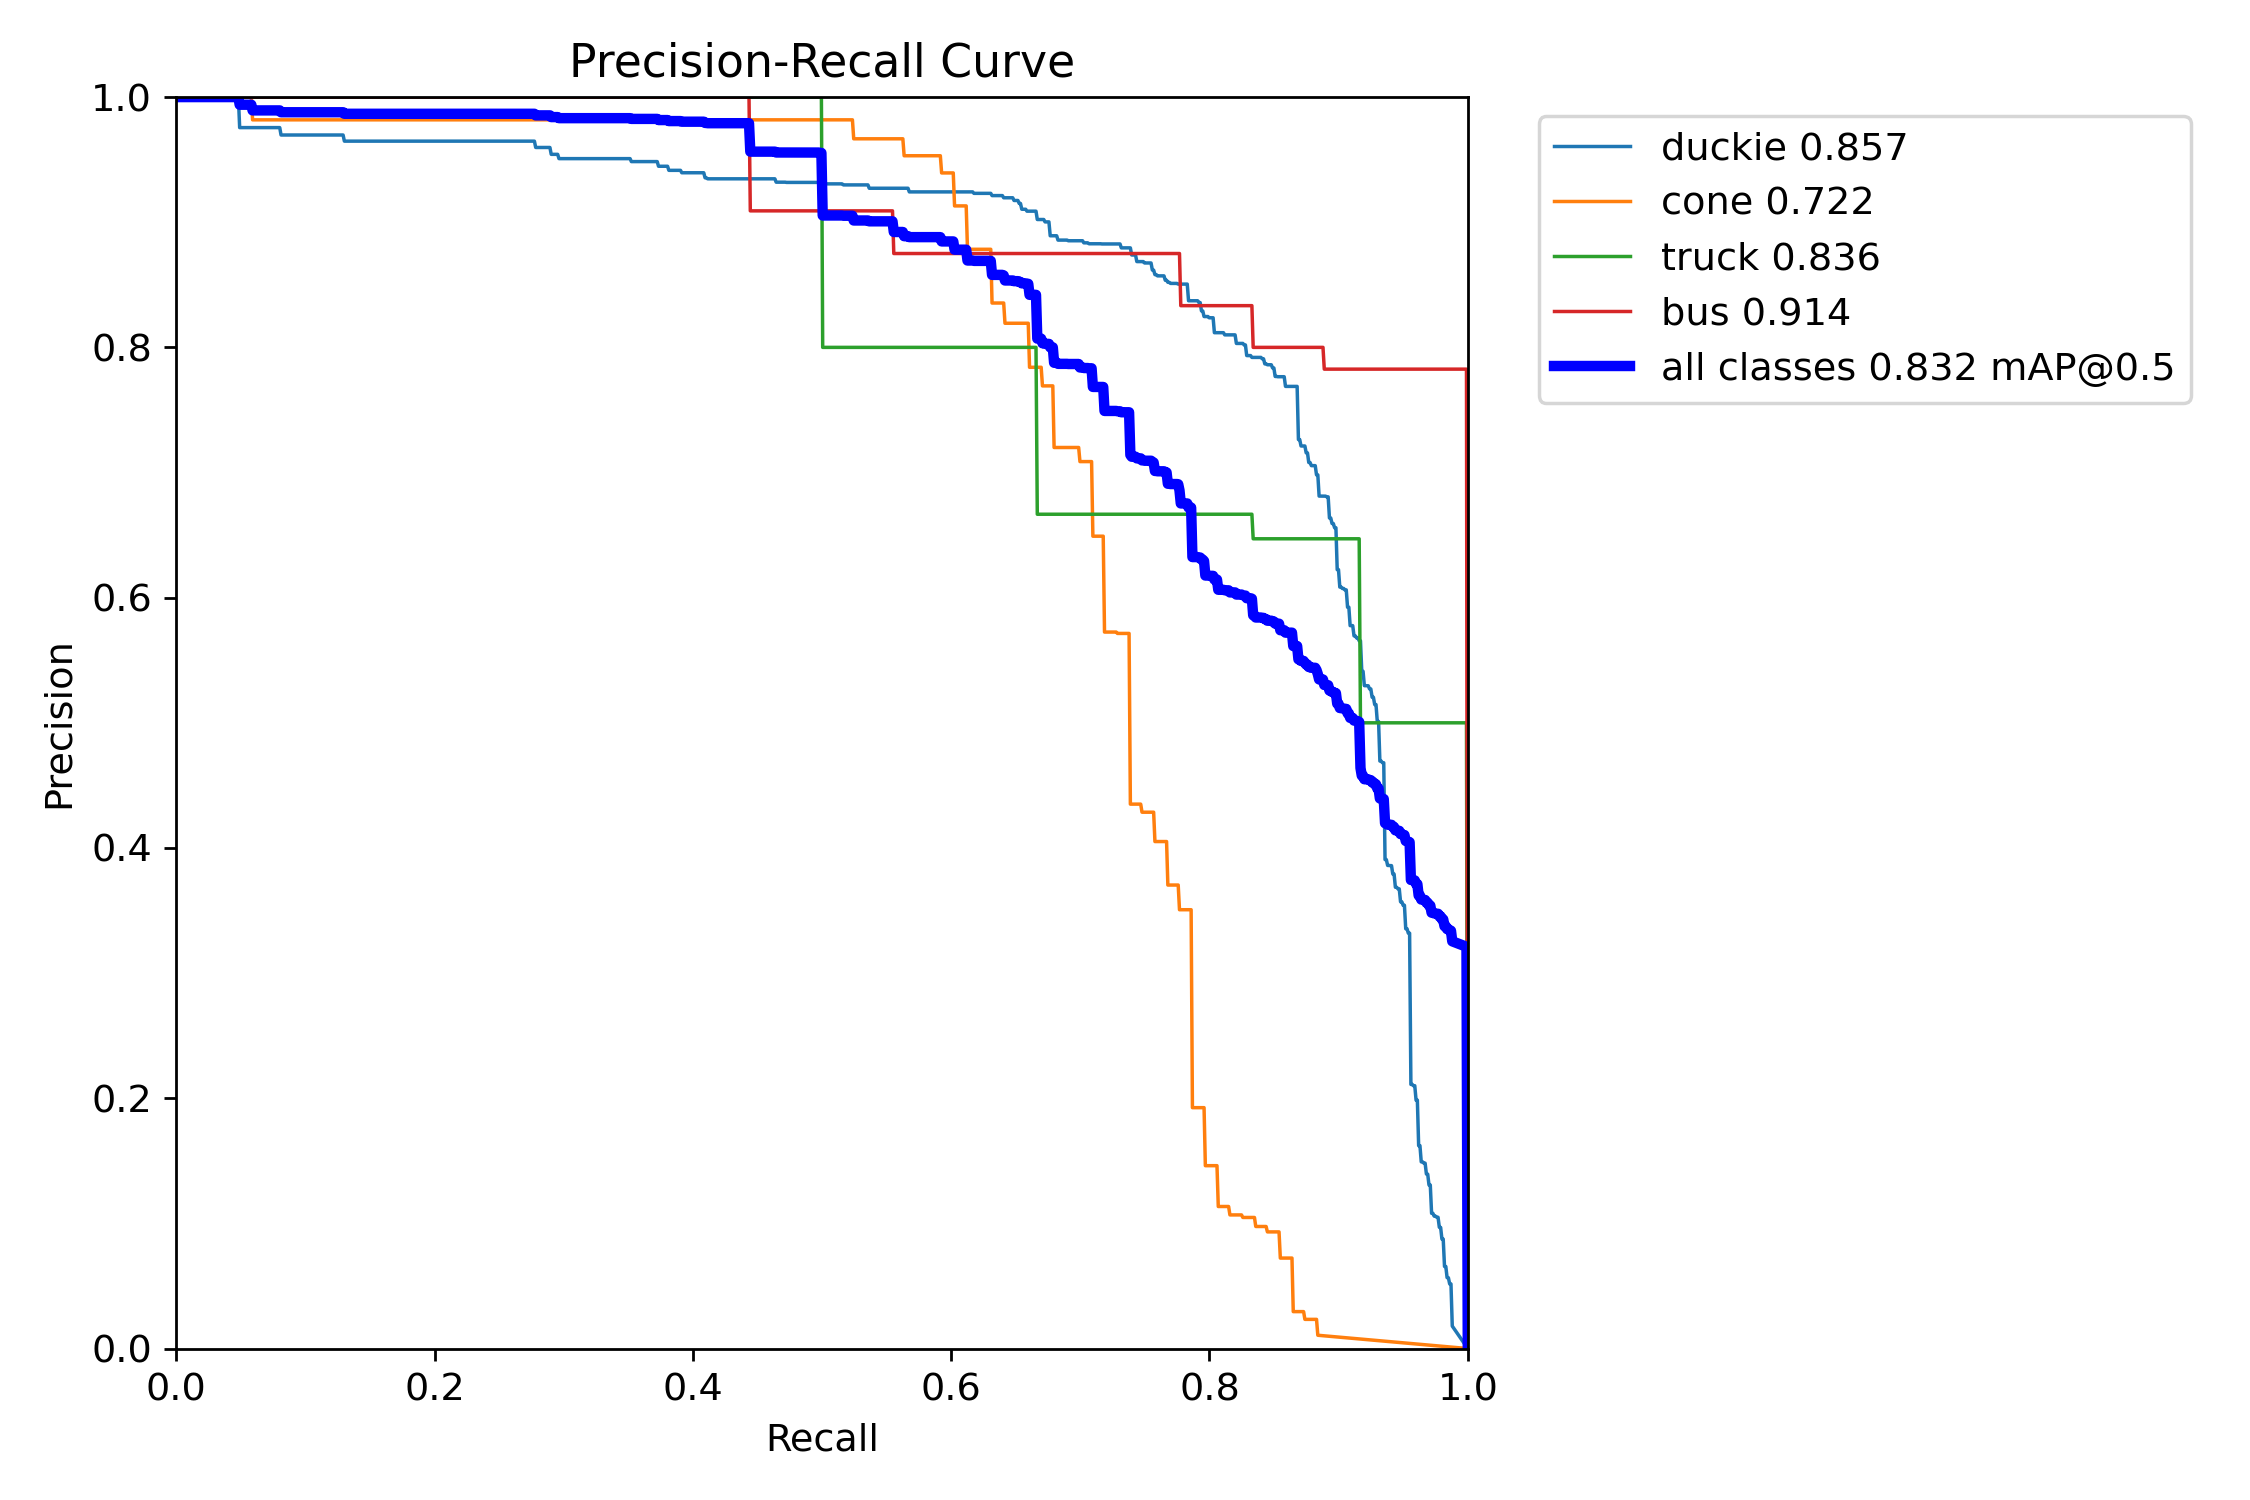 Precision-Recall Curve
1.0
0.8
0.6
0.4
0.2
0.0
Precision
0.0 0.2 0.4 0.6 0.8 1.0
Recall
duckie 0.857
cone 0.722
truck 0.836
bus 0.914
all classes 0.832 mAP@0.5